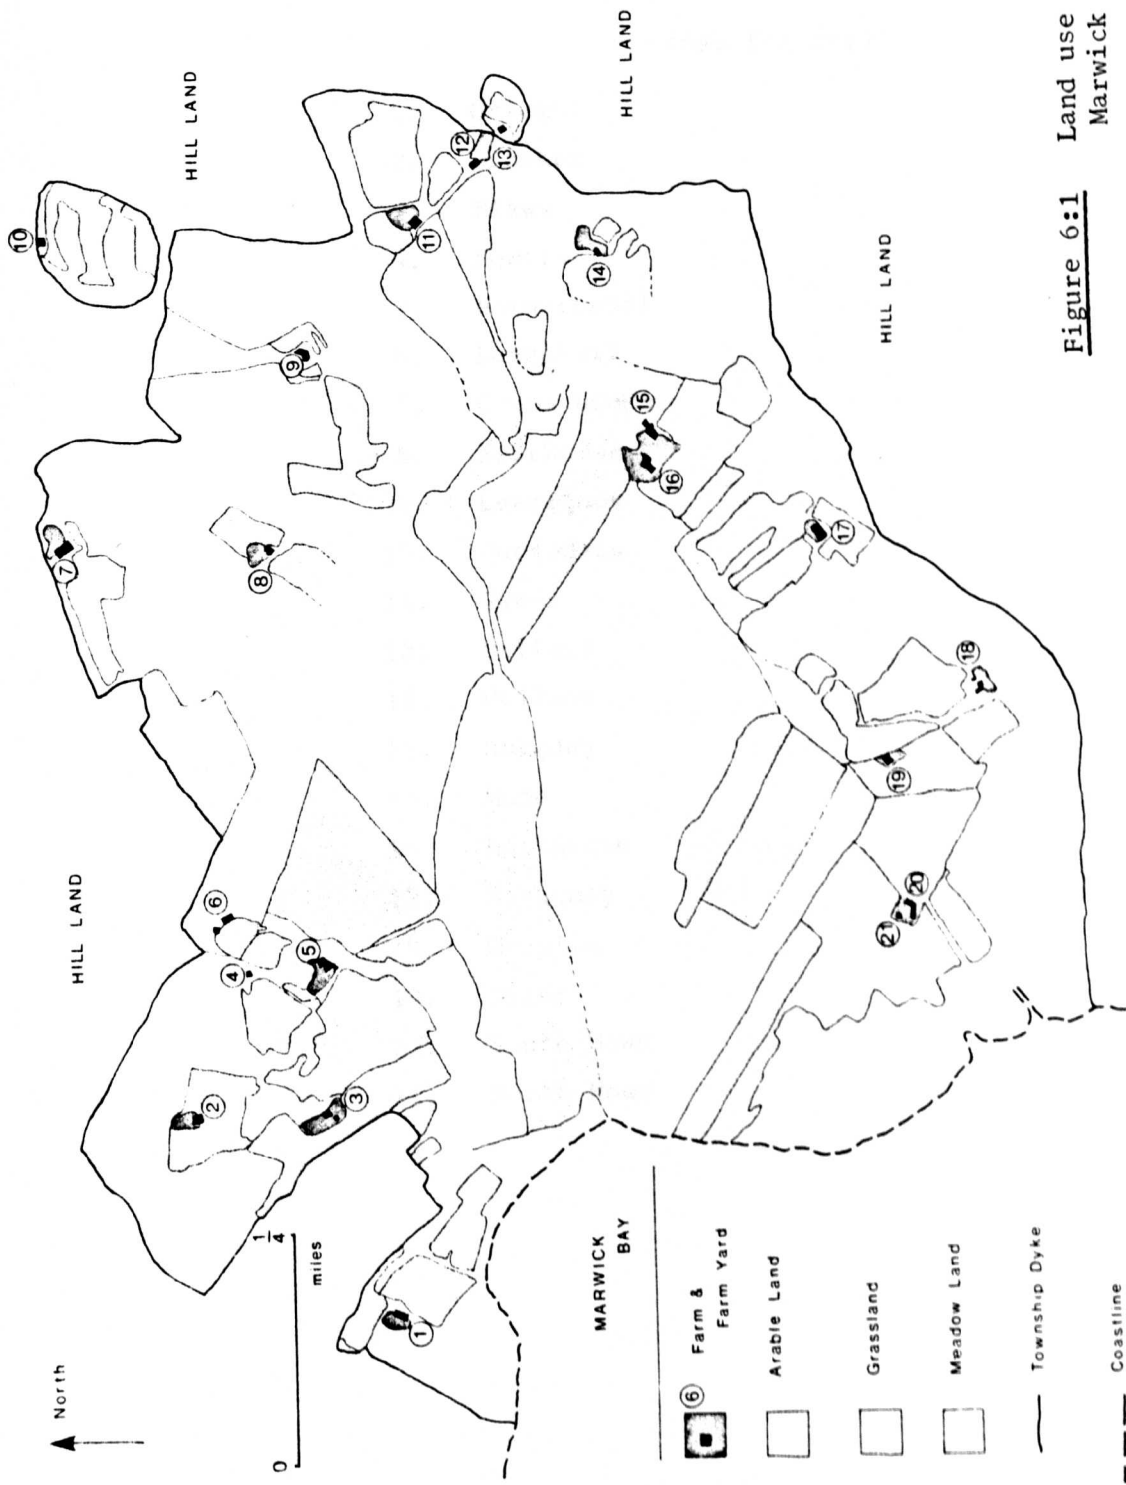 North
0
1/4
miles
HILL LAND
HILL LAND
HILL LAND
HILL LAND
1
2
3
4
5
6
7
8
9
10
11
12
13
14
15
16
17
18
19
20
21
MARWICK
BAY
6
Farm &
Farm Yard
Arable Land
Grassland
Meadow Land
Township Dyke
Coastline
Figure 6:1 Land use
Marwick